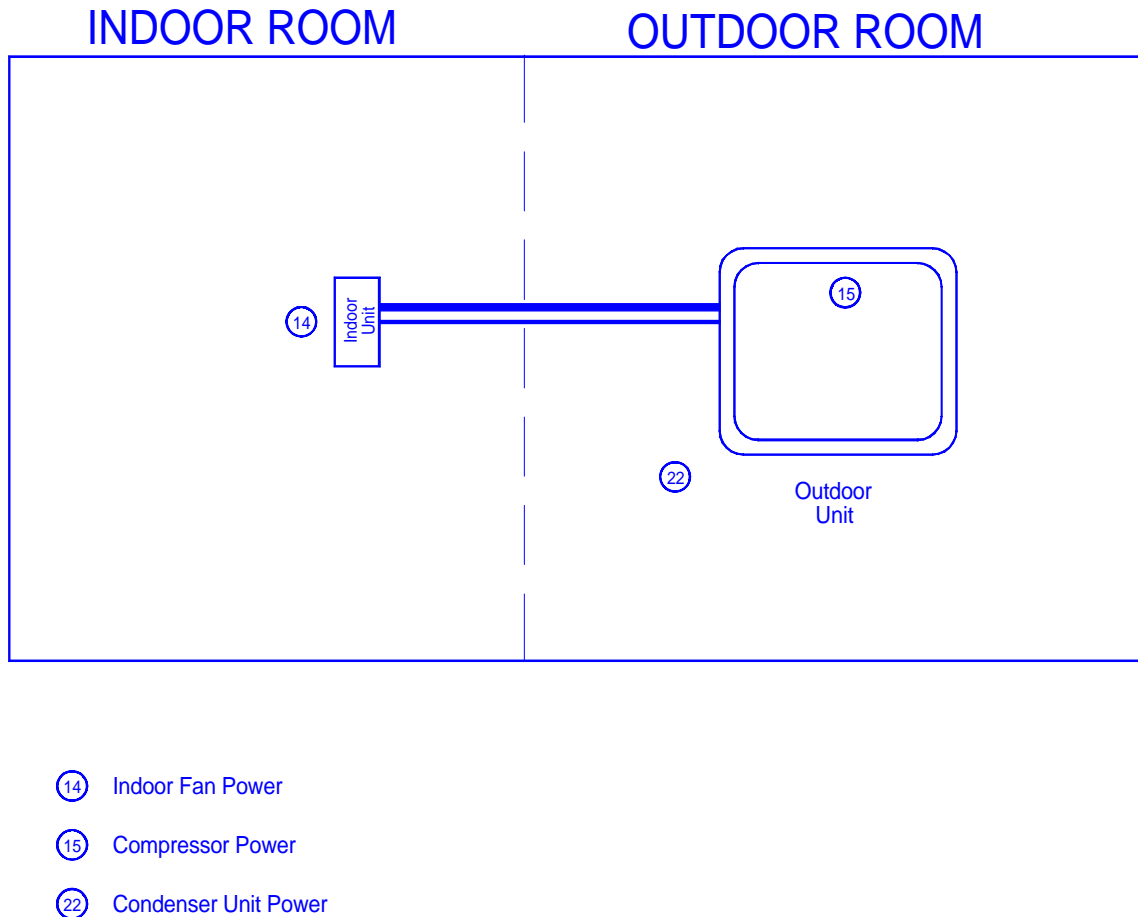 INDOOR ROOM
OUTDOOR ROOM
15
14
Indoor
Unit
22
Outdoor
Unit
14 Indoor Fan Power
15 Compressor Power
22 Condenser Unit Power